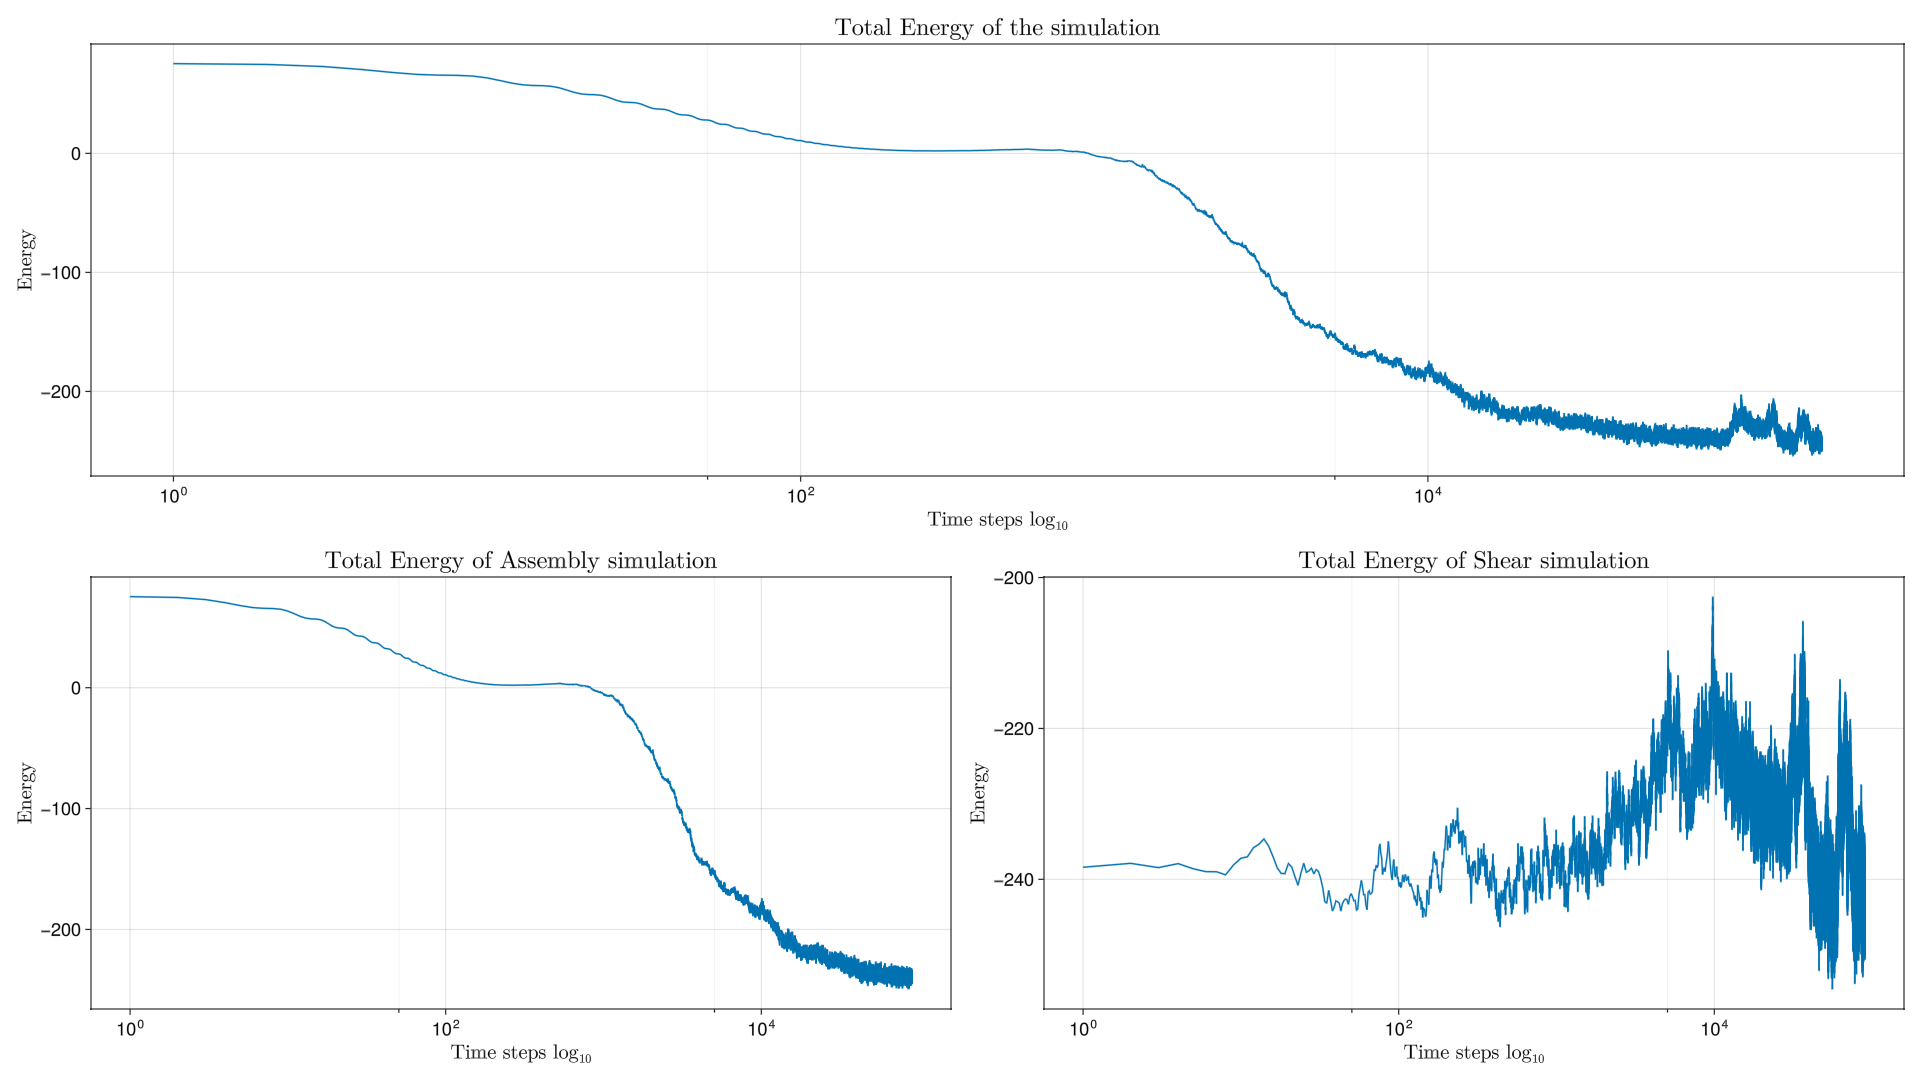 Total Energy of the simulation
Energy
0
−100
−200
10⁰ 10² 10⁴
Time steps log₁₀
Total Energy of Assembly simulation
Energy
0
−100
−200
10⁰ 10² 10⁴
Time steps log₁₀
Total Energy of Shear simulation
Energy
−200
−220
−240
10⁰ 10² 10⁴
Time steps log₁₀